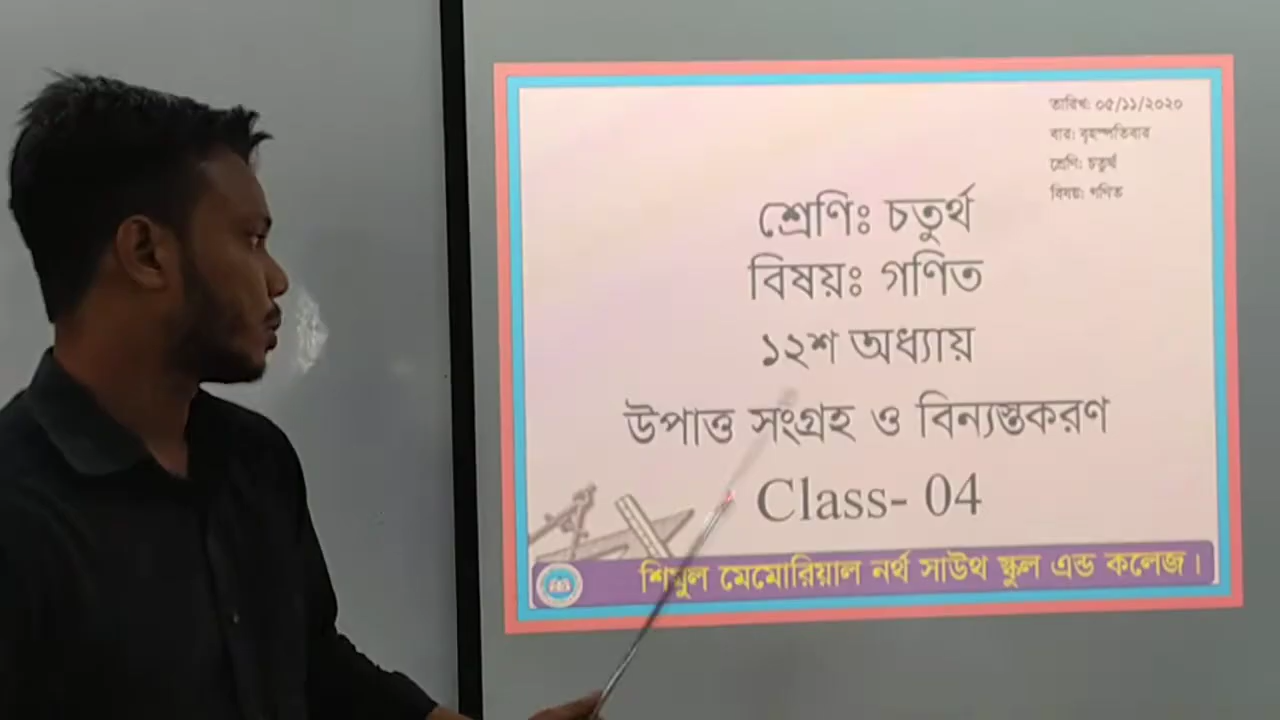 তারিখ: ০৫/১১/২০২০
বার: বৃহস্পতিবার
শ্রেণি: চতুর্থ
বিষয়: গণিত
শ্রেণিঃ চতুর্থ
বিষয়ঃ গণিত
১২শ অধ্যায়
উপাত্ত সংগ্রহ ও বিন্যস্তকরণ
Class- 04
শিমুল মেমোরিয়াল নর্থ সাউথ স্কুল এন্ড কলেজ।